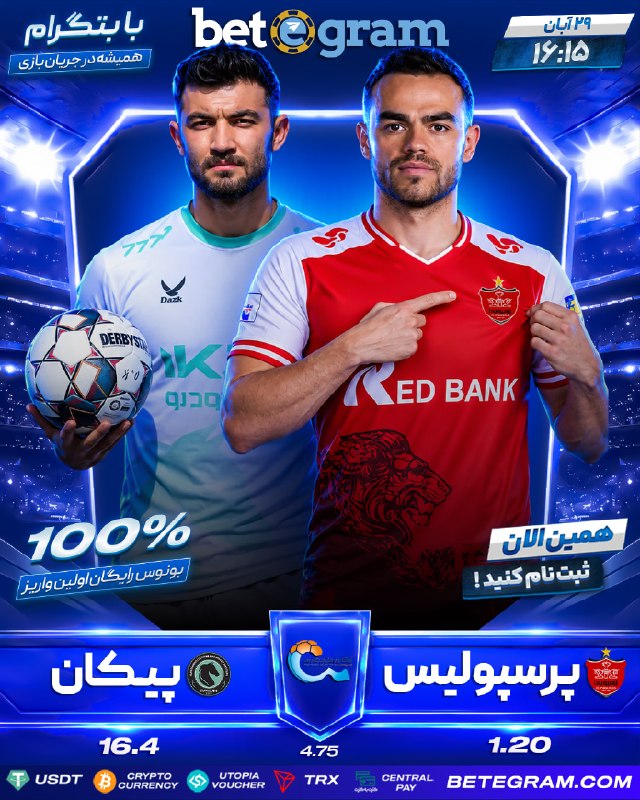 betegram
با بتگرام
همیشه در جریان بازی
۲۹ آبان
۱۶:۱۵
Dazk
DERBYSTAR
RED BANK
100%
بونوس رایگان اولین واریز
همین الان
ثبت نام کنید!
پرسپولیس
پیکان
16.4
4.75
1.20
USDT
CRYPTO CURRENCY
UTOPIA VOUCHER
TRX
CENTRAL PAY
BETEGRAM.COM